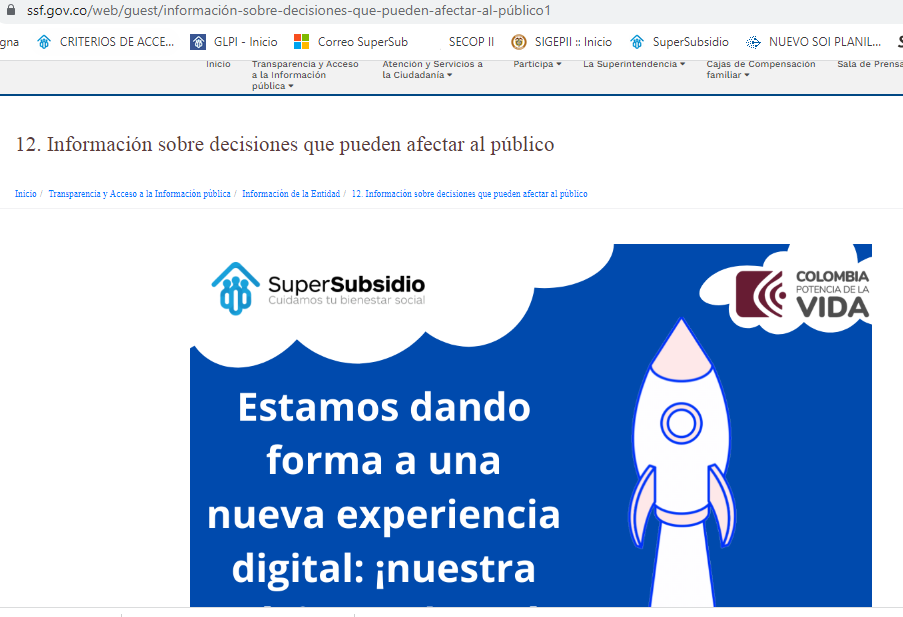 ssf.gov.co/web/guest/información-sobre-decisiones-que-pueden-afectar-al-público1
gna CRITERIOS DE ACCE... GLPI - Inicio Correo SuperSub SECOP II SIGEPII :: Inicio SuperSubsidio NUEVO SOI PLANIL... S
Inicio
Transparencia y Acceso
a la Información
pública
Atención y Servicios a
la Ciudadanía
Participa
La Superintendencia
Cajas de Compensación
familiar
Sala de Prensa
12. Información sobre decisiones que pueden afectar al público
Inicio / Transparencia y Acceso a la Información pública / Información de la Entidad / 12. Información sobre decisiones que pueden afectar al público
SuperSubsidio
Cuidamos tu bienestar social
COLOMBIA
POTENCIA DE LA
VIDA
Estamos dando
forma a una
nueva experiencia
digital: ¡nuestra